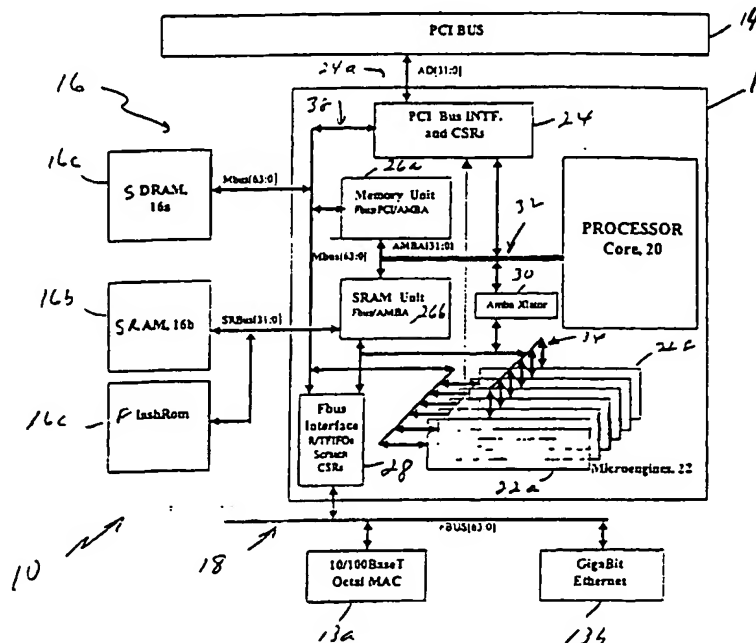 PCI BUS
14
24a
AD[31:0]
16
38
PCI Bus INTF.
and CSRs
24
16c
SDRAM,
16a
Mbus[63:0]
26a
Memory Unit
Fbus/PCI/AMBA
32
PROCESSOR
Core, 20
Mbus[63:0]
AMBA[31:0]
30
16b
SRAM, 16b
SRBus[31:0]
SRAM Unit
Fbus/AMBA
26b
Amba Xlator
34
22f
16c
FlashRom
Fbus
Interface
R/TFIFOs
Scratch
CSRs
28
Microengines, 22
22a
10
18
FBUS[63:0]
10/100BaseT
Octal MAC
GigaBit
Ethernet
13a
13b